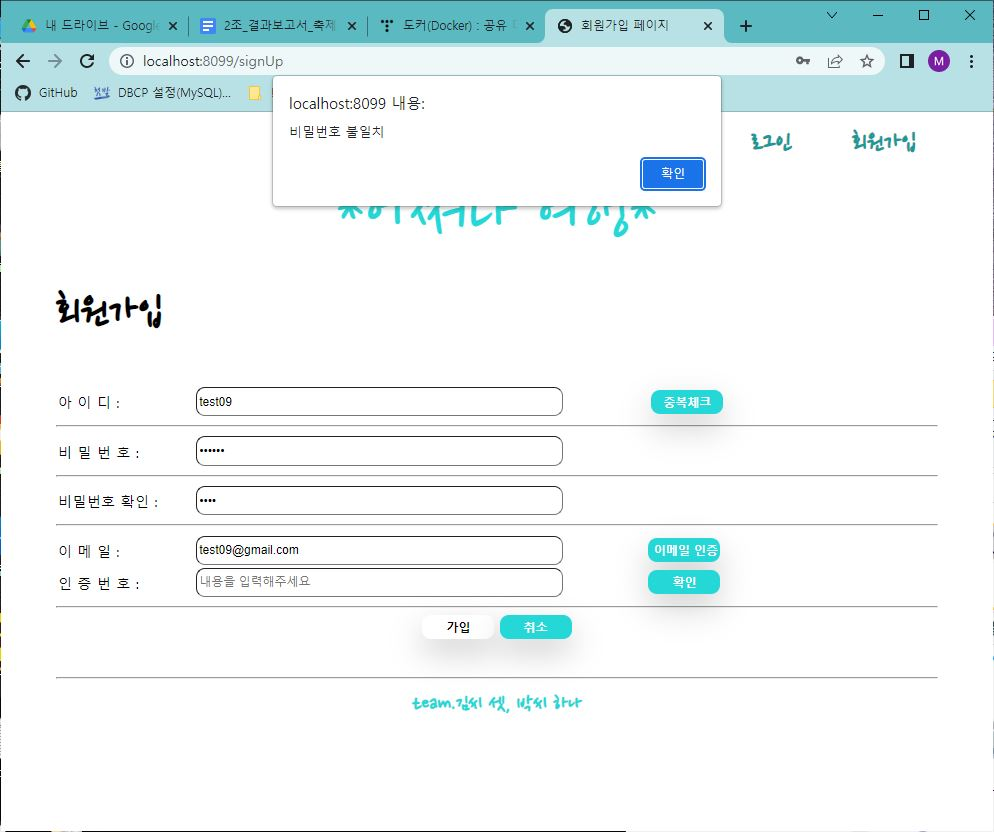 내 드라이브 - Google
2조_결과보고서_축제
도커(Docker) : 공유
회원가입 페이지
localhost:8099/signUp
M
GitHub
DBCP 설정(MySQL)...
localhost:8099 내용:
비밀번호 불일치
확인
로그인
회원가입
회원가입
아 이 디 :
test09
중복체크
비 밀 번 호 :
••••••
비밀번호 확인 :
••••
이 메 일 :
test09@gmail.com
이메일 인증
인 증 번 호 :
내용을 입력해주세요
확인
가입
취소
team.김씨 셋, 박씨 하나